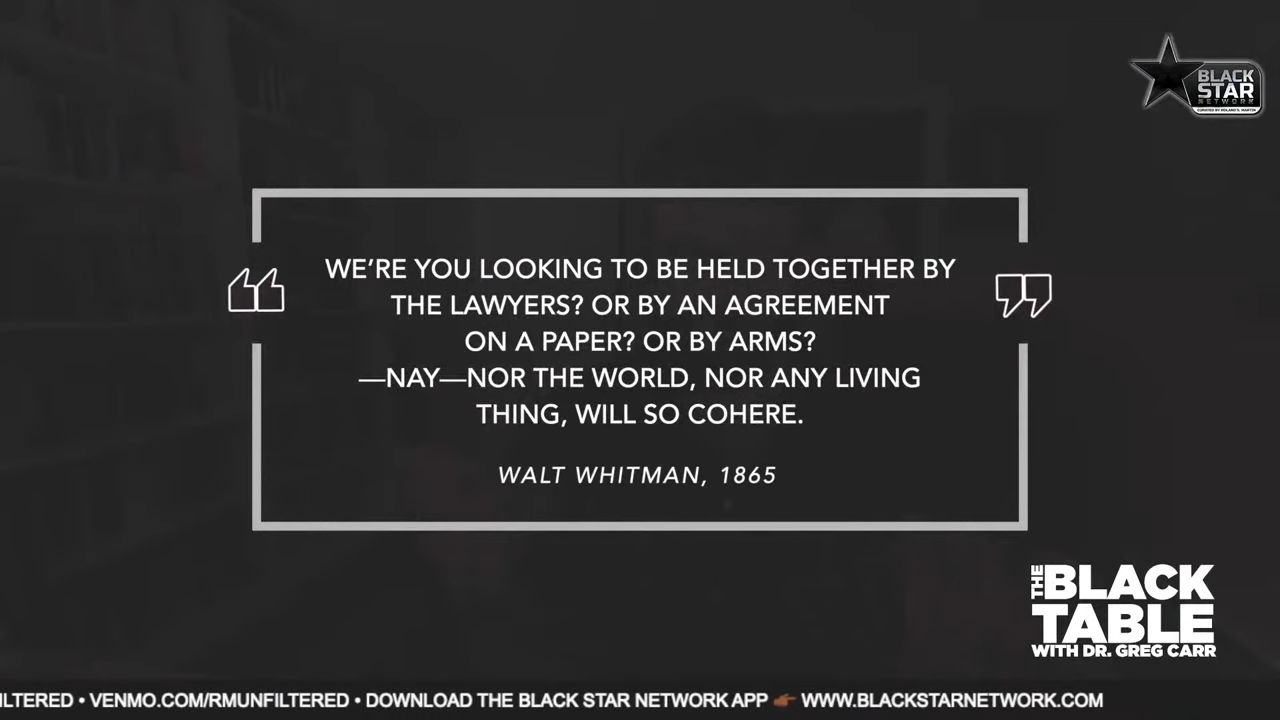 BLACK
STAR
NETWORK
WE'RE YOU LOOKING TO BE HELD TOGETHER BY
THE LAWYERS? OR BY AN AGREEMENT
ON A PAPER? OR BY ARMS?
—NAY—NOR THE WORLD, NOR ANY LIVING
THING, WILL SO COHERE.
WALT WHITMAN, 1865
THE BLACK
TABLE
WITH DR. GREG CARR
ILTERED • VENMO.COM/RMUNFILTERED • DOWNLOAD THE BLACK STAR NETWORK APP 👉🏾 WWW.BLACKSTARNETWORK.COM